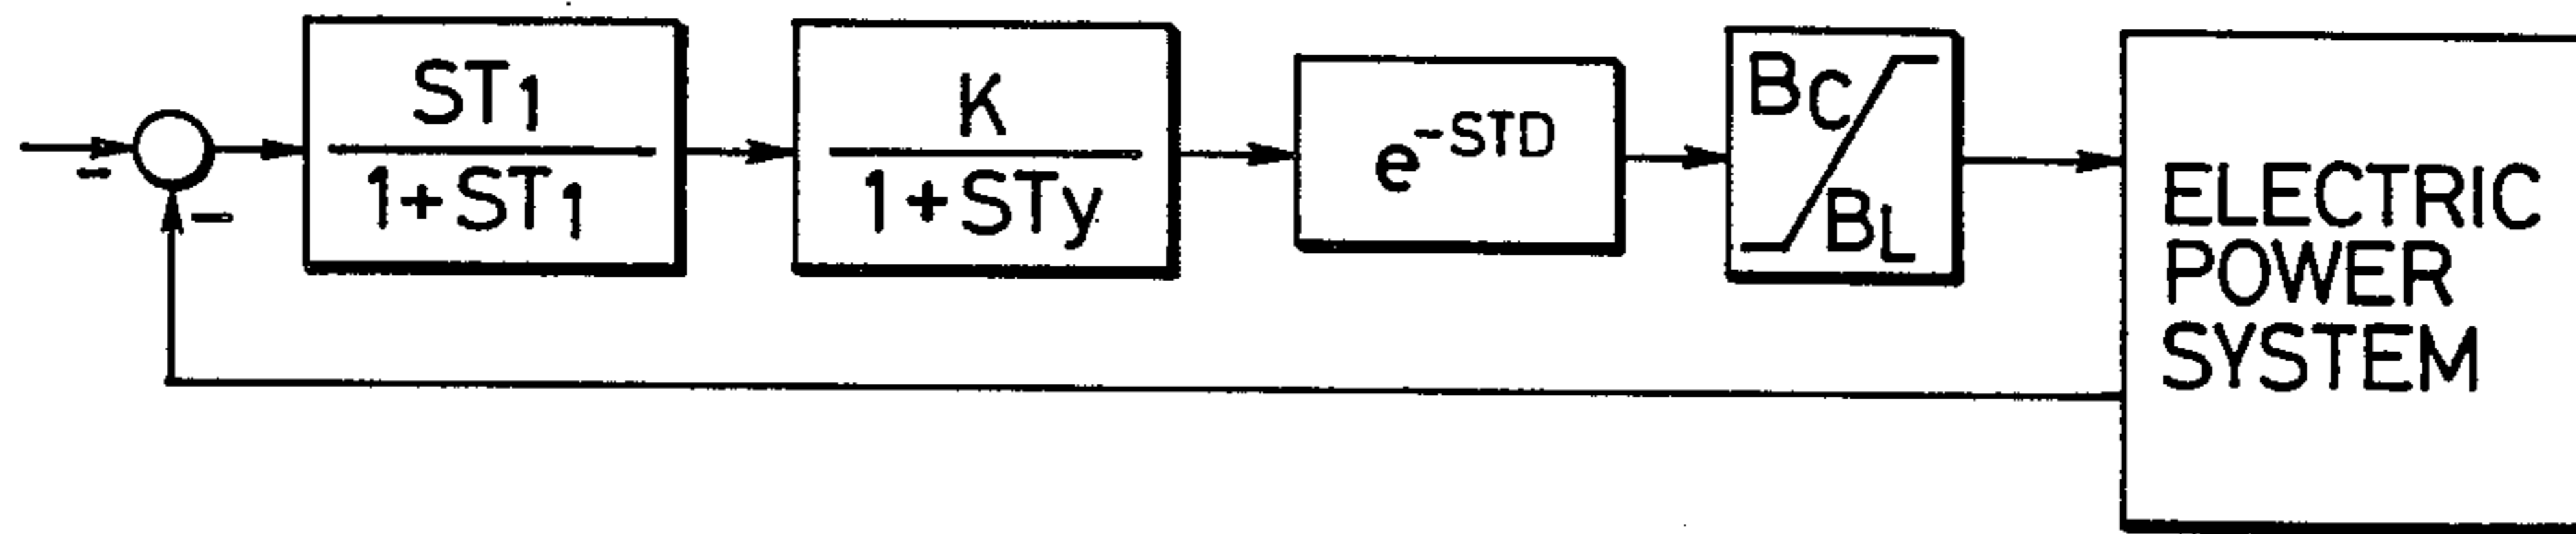 -
-
ST1
1+ST1
K
1+STy
e^-STD
BC
BL
ELECTRIC
POWER
SYSTEM